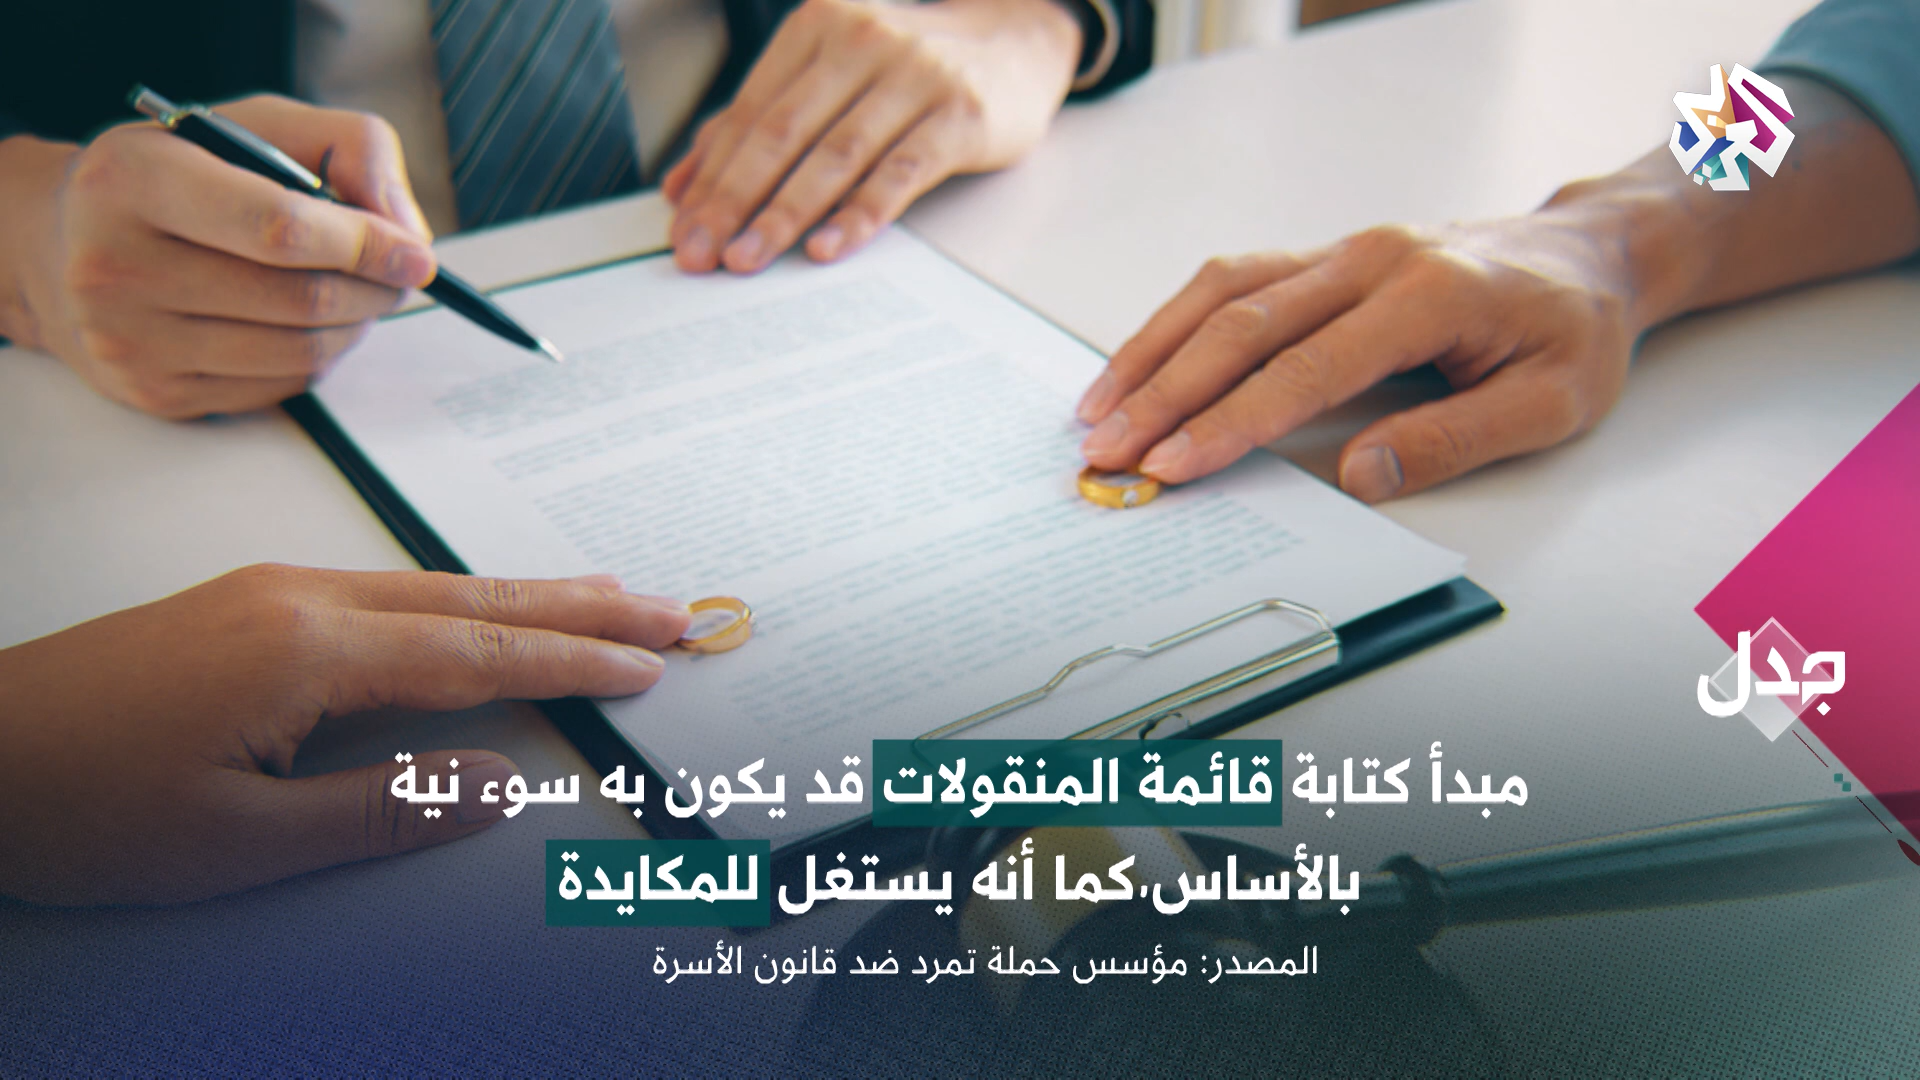 العربي
جدل
مبدأ كتابة قائمة المنقولات قد يكون به سوء نية
بالأساس،كما أنه يستغل للمكايدة
المصدر: مؤسس حملة تمرد ضد قانون الأسرة